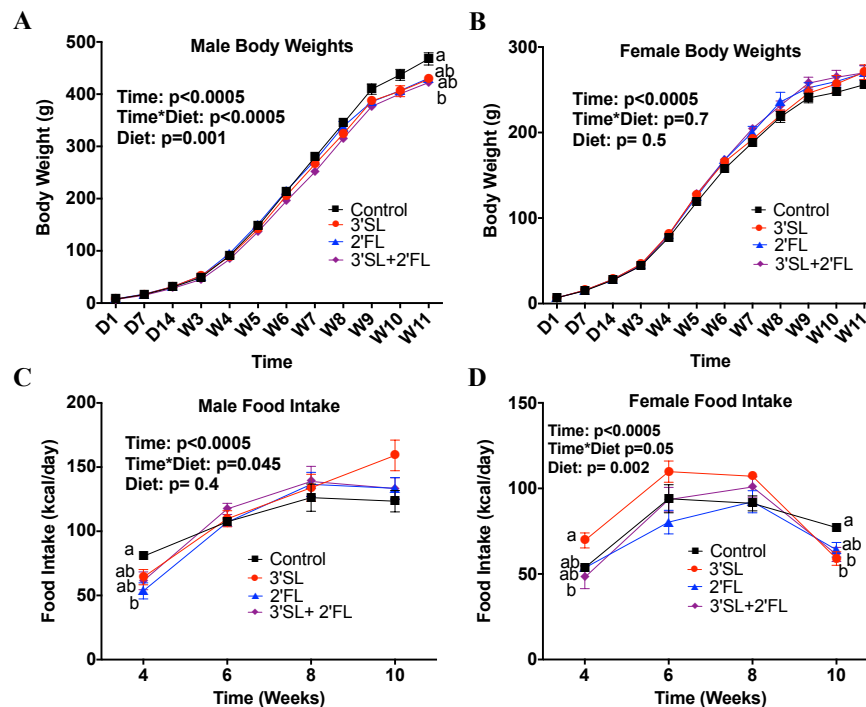 A
Male Body Weights
Time: p<0.0005
Time*Diet: p<0.0005
Diet: p=0.001
Body Weight (g)
500
400
300
200
100
0
a
ab
ab
b
Control
3'SL
2'FL
3'SL+2'FL
D1 D7 D14 W3 W4 W5 W6 W7 W8 W9 W10 W11
Time
B
Female Body Weights
Time: p<0.0005
Time*Diet: p=0.7
Diet: p= 0.5
Body Weight (g)
300
200
100
0
Control
3'SL
2'FL
3'SL+2'FL
D1 D7 D14 W3 W4 W5 W6 W7 W8 W9 W10 W11
Time
C
Male Food Intake
Time: p<0.0005
Time*Diet: p=0.045
Diet: p= 0.4
Food Intake (kcal/day)
200
150
100
50
0
a
ab
ab
b
Control
3'SL
2'FL
3'SL+ 2'FL
4 6 8 10
Time (Weeks)
D
Female Food Intake
Time: p<0.0005
Time*Diet p=0.05
Diet: p= 0.002
Food Intake (kcal/day)
150
100
50
0
a
ab
ab
b
a
ab
b
b
Control
3'SL
2'FL
3'SL+2'FL
4 6 8 10
Time (Weeks)